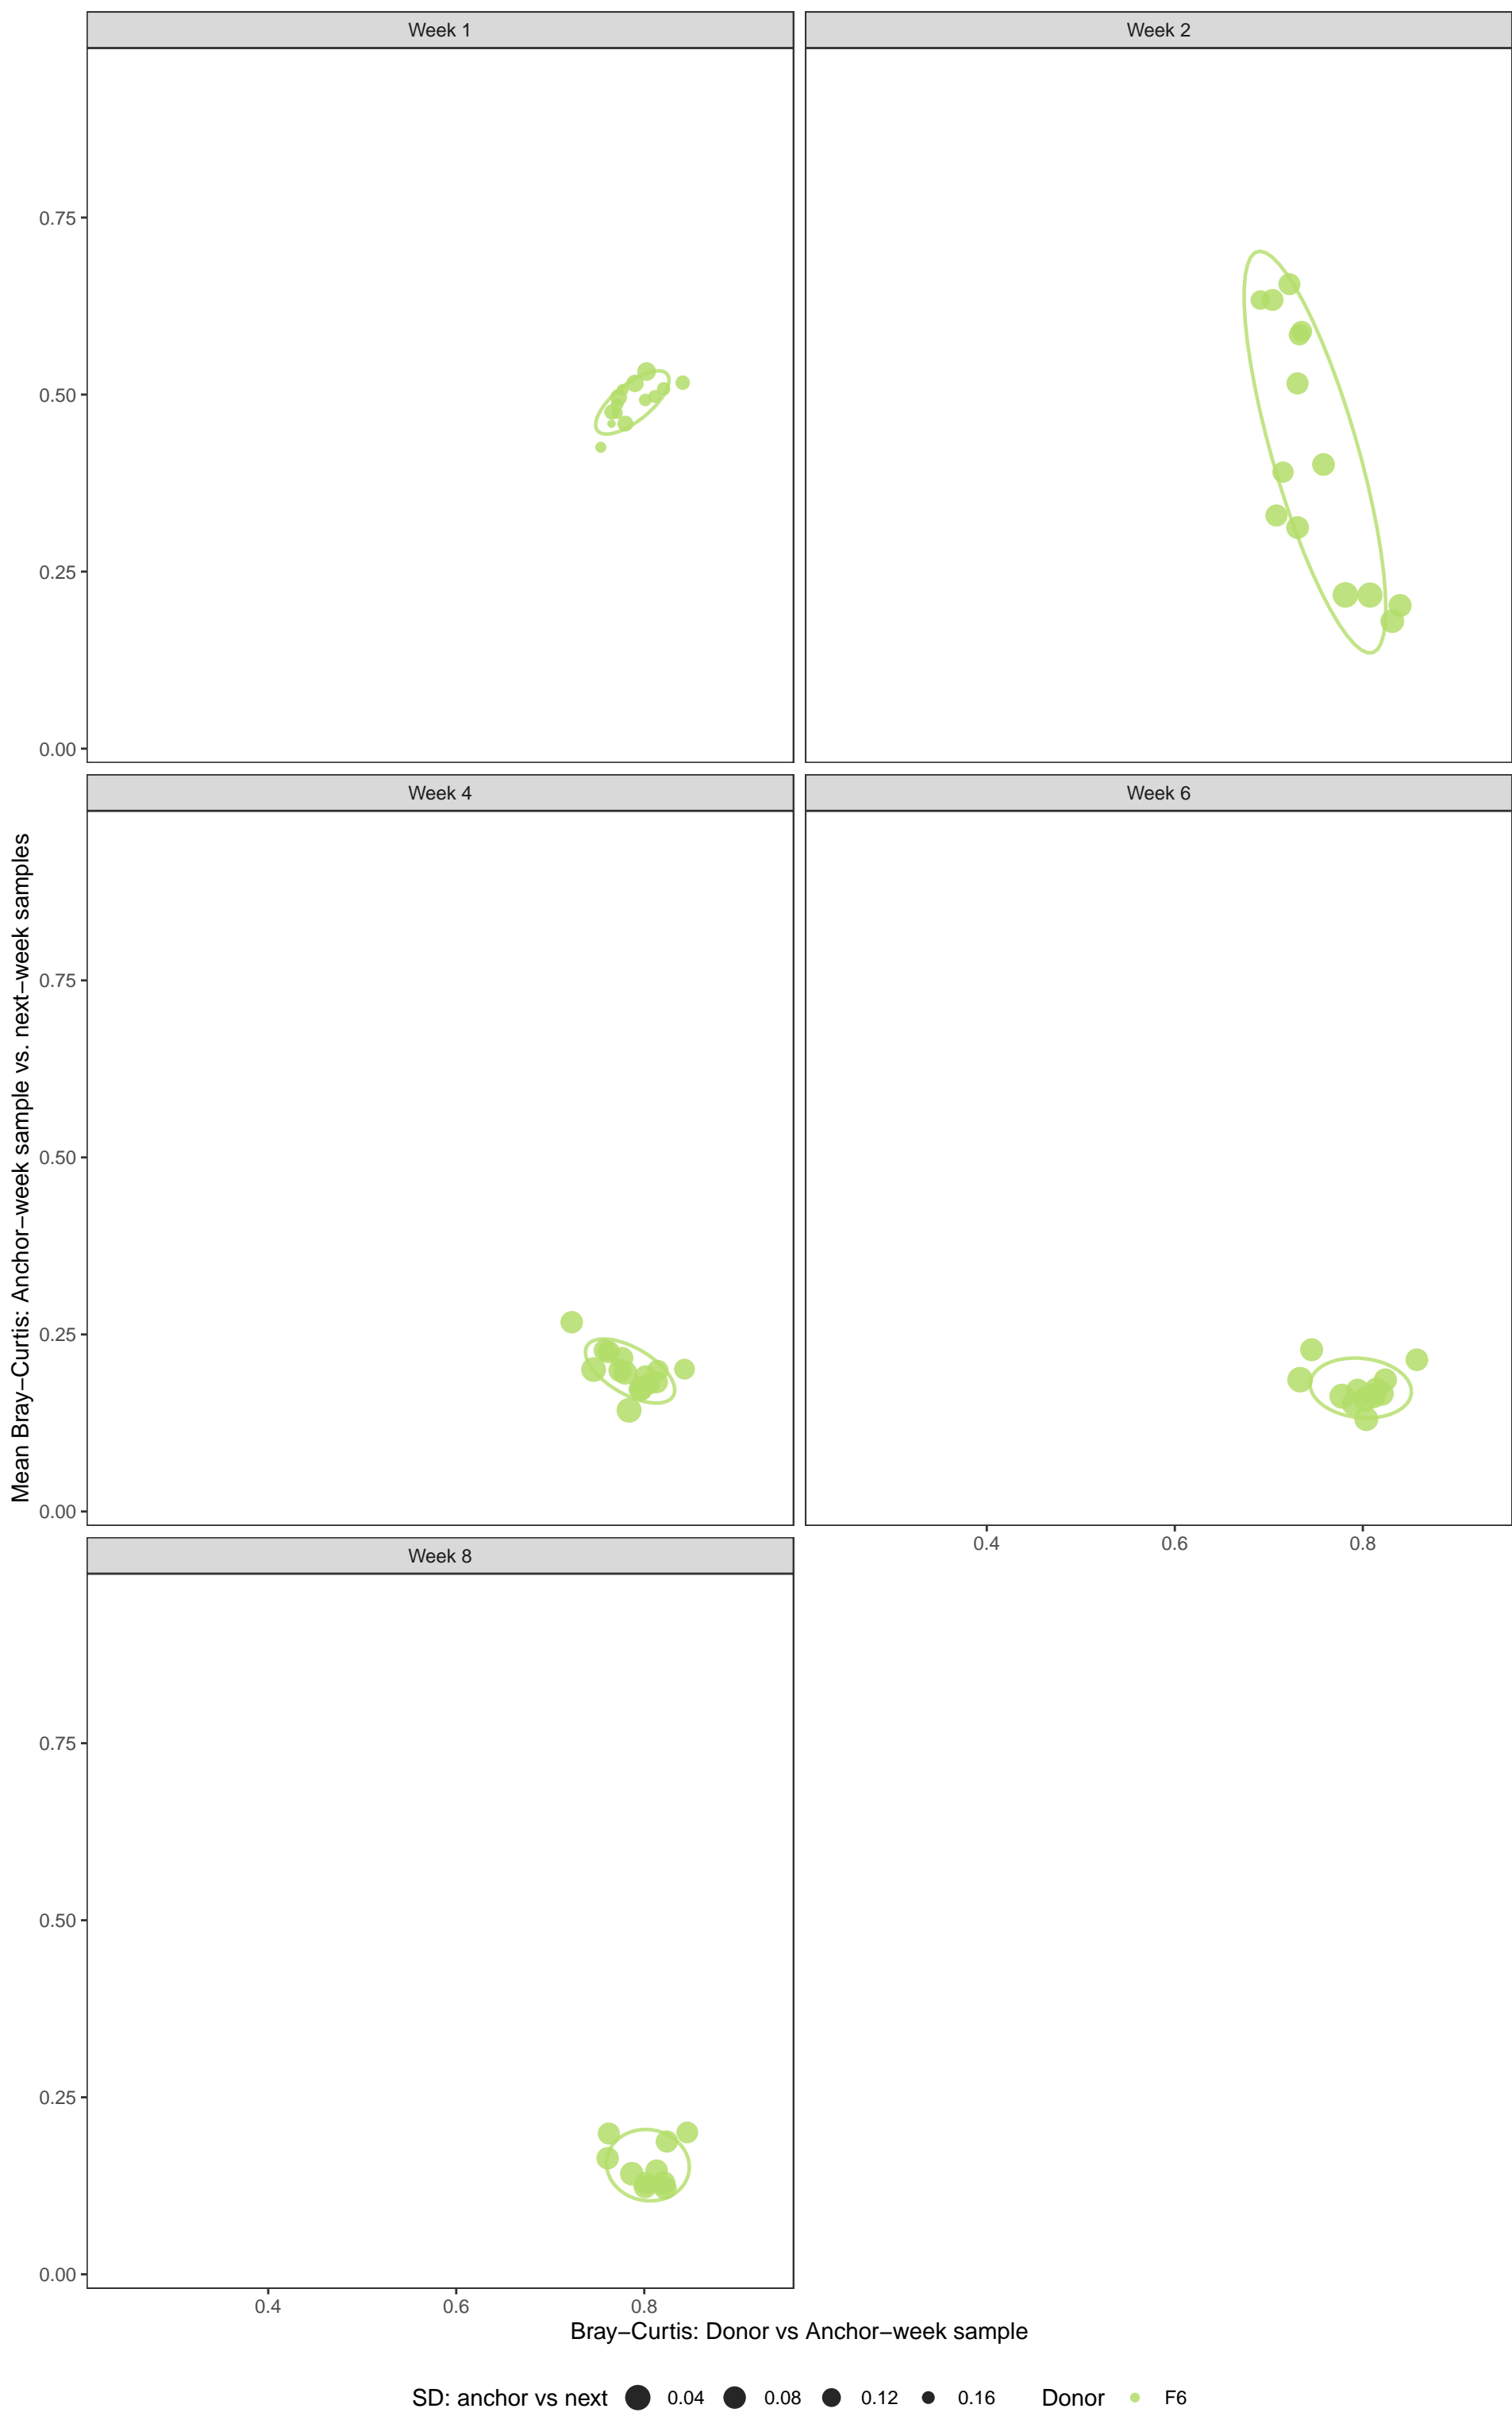 Week 1
Week 2
0.75
0.50
0.25
0.00
Week 4
Week 6
Mean Bray−Curtis: Anchor−week sample vs. next−week samples
0.75
0.50
0.25
0.00
0.4 0.6 0.8
Week 8
0.75
0.50
0.25
0.00
0.4 0.6 0.8
Bray−Curtis: Donor vs Anchor−week sample
SD: anchor vs next 0.04 0.08 0.12 0.16 Donor F6